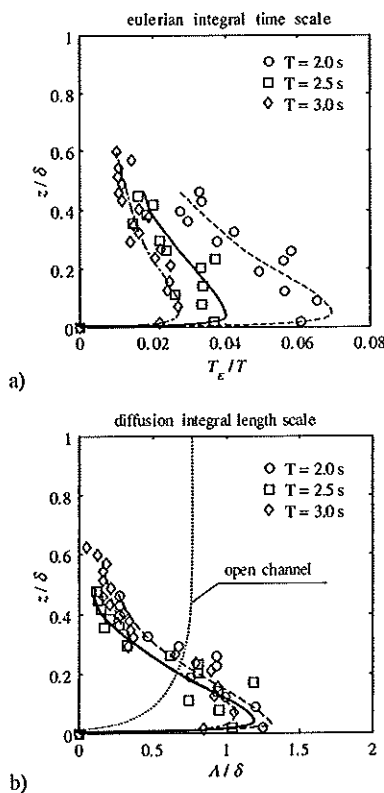 eulerian integral time scale
1
0.8
0.6
0.4
0.2
0
z/δ
T = 2.0 s
T = 2.5 s
T = 3.0 s
0 0.02 0.04 0.06 0.08
T_E/T
a)
diffusion integral length scale
1
0.8
0.6
0.4
0.2
0
z/δ
T = 2.0 s
T = 2.5 s
T = 3.0 s
open channel
0 0.5 1 1.5 2
Λ/δ
b)